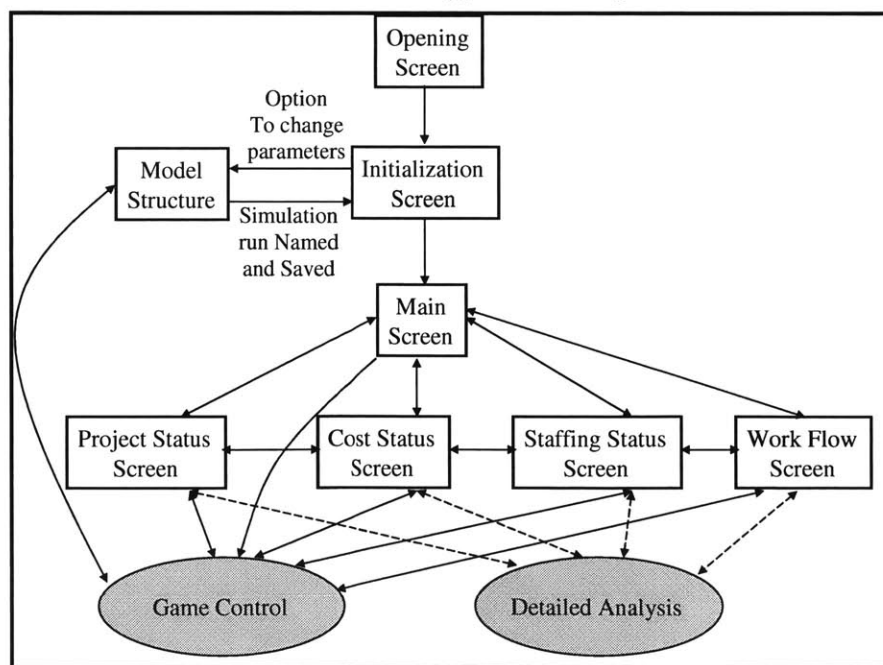 Opening
Screen
Option
To change
parameters
Model
Structure
Initialization
Screen
Simulation
run Named
and Saved
Main
Screen
Project Status
Screen
Cost Status
Screen
Staffing Status
Screen
Work Flow
Screen
Game Control
Detailed Analysis